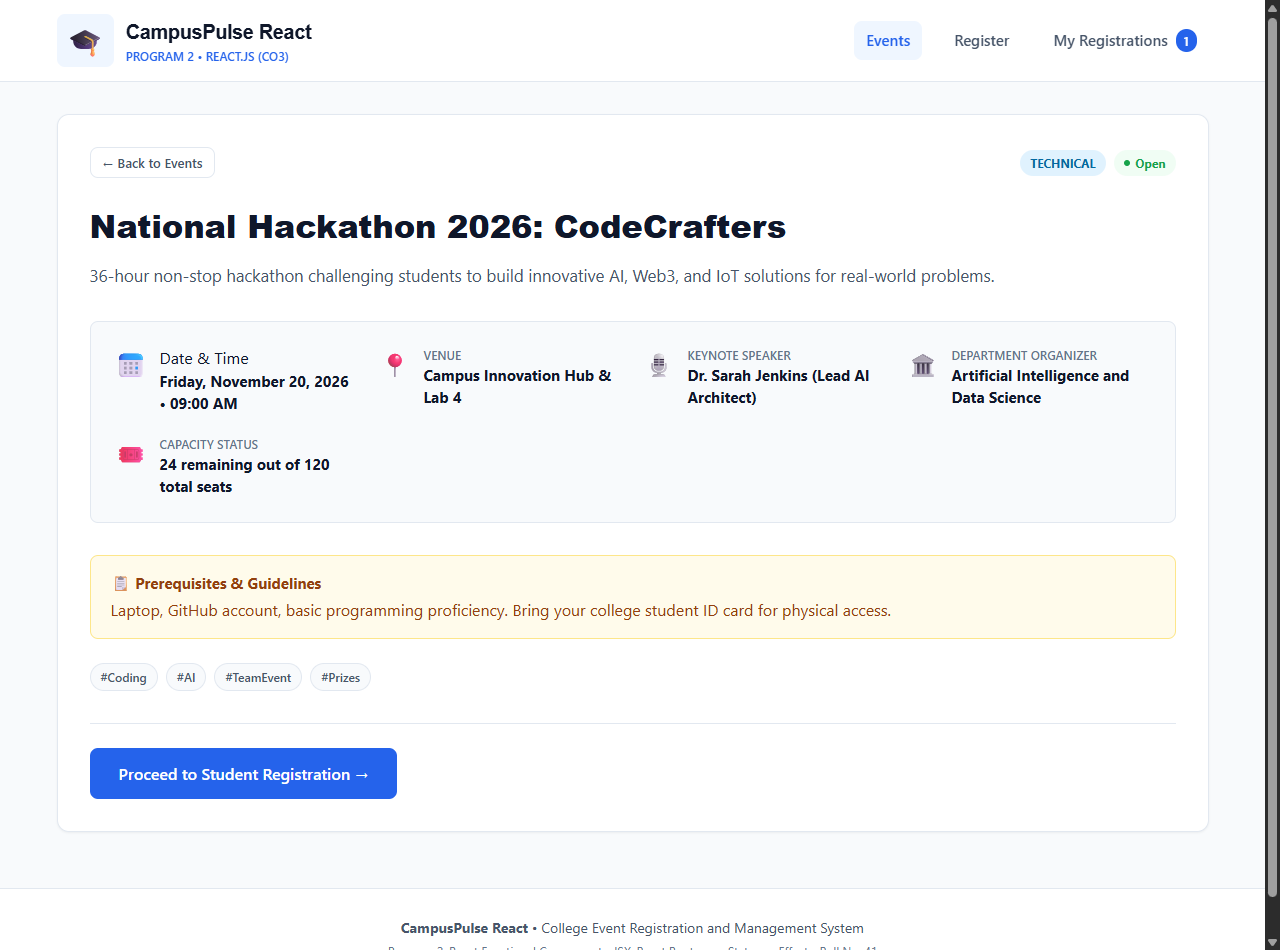 CampusPulse React
PROGRAM 2 • REACT.JS (CO3)
Events
Register
My Registrations 1
← Back to Events
TECHNICAL
• Open
National Hackathon 2026: CodeCrafters
36-hour non-stop hackathon challenging students to build innovative AI, Web3, and IoT solutions for real-world problems.
Date & Time
Friday, November 20, 2026
• 09:00 AM
VENUE
Campus Innovation Hub &
Lab 4
KEYNOTE SPEAKER
Dr. Sarah Jenkins (Lead AI
Architect)
DEPARTMENT ORGANIZER
Artificial Intelligence and
Data Science
CAPACITY STATUS
24 remaining out of 120
total seats
Prerequisites & Guidelines
Laptop, GitHub account, basic programming proficiency. Bring your college student ID card for physical access.
#Coding
#AI
#TeamEvent
#Prizes
Proceed to Student Registration →
CampusPulse React • College Event Registration and Management System